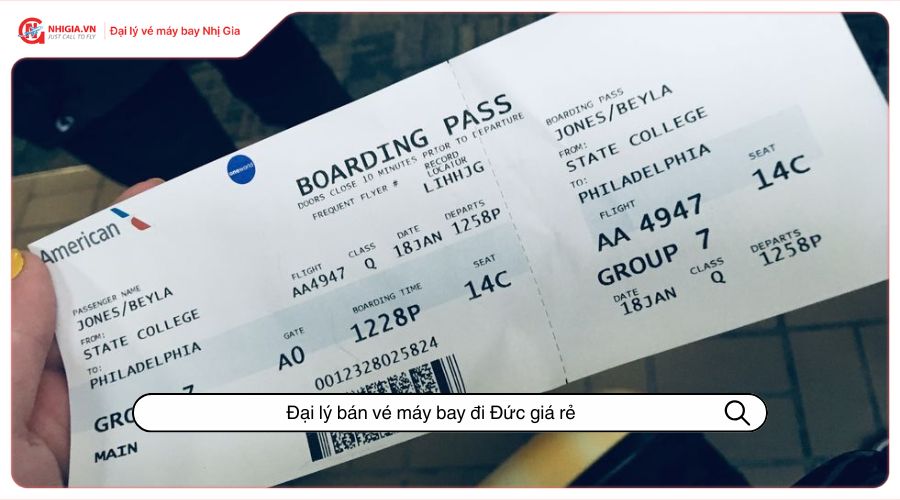 NHIGIA.VN
JUST CALL TO FLY
Đại lý vé máy bay Nhị Gia
oneworld
American
BOARDING PASS
DOORS CLOSE 10 MINUTES PRIOR TO DEPARTURE
FREQUENT FLYER #
RECORD
LOCATOR
LIHHJG
FLIGHT CLASS DATE DEPARTS
AA4947 Q 18JAN 1258P
PASSENGER NAME
JONES/BEYLA
FROM:
STATE COLLEGE
TO:
PHILADELPHIA
GATE BOARDING TIME SEAT
A0 1228P 14C
0012328025824
MAIN
BOARDING PASS
JONES/BEYLA
FROM:
STATE COLLEGE
TO:
PHILADELPHIA
FLIGHT SEAT
AA 4947 14C
GROUP 7
DATE CLASS DEPARTS
18JAN Q 1258P
Đại lý bán vé máy bay đi Đức giá rẻ